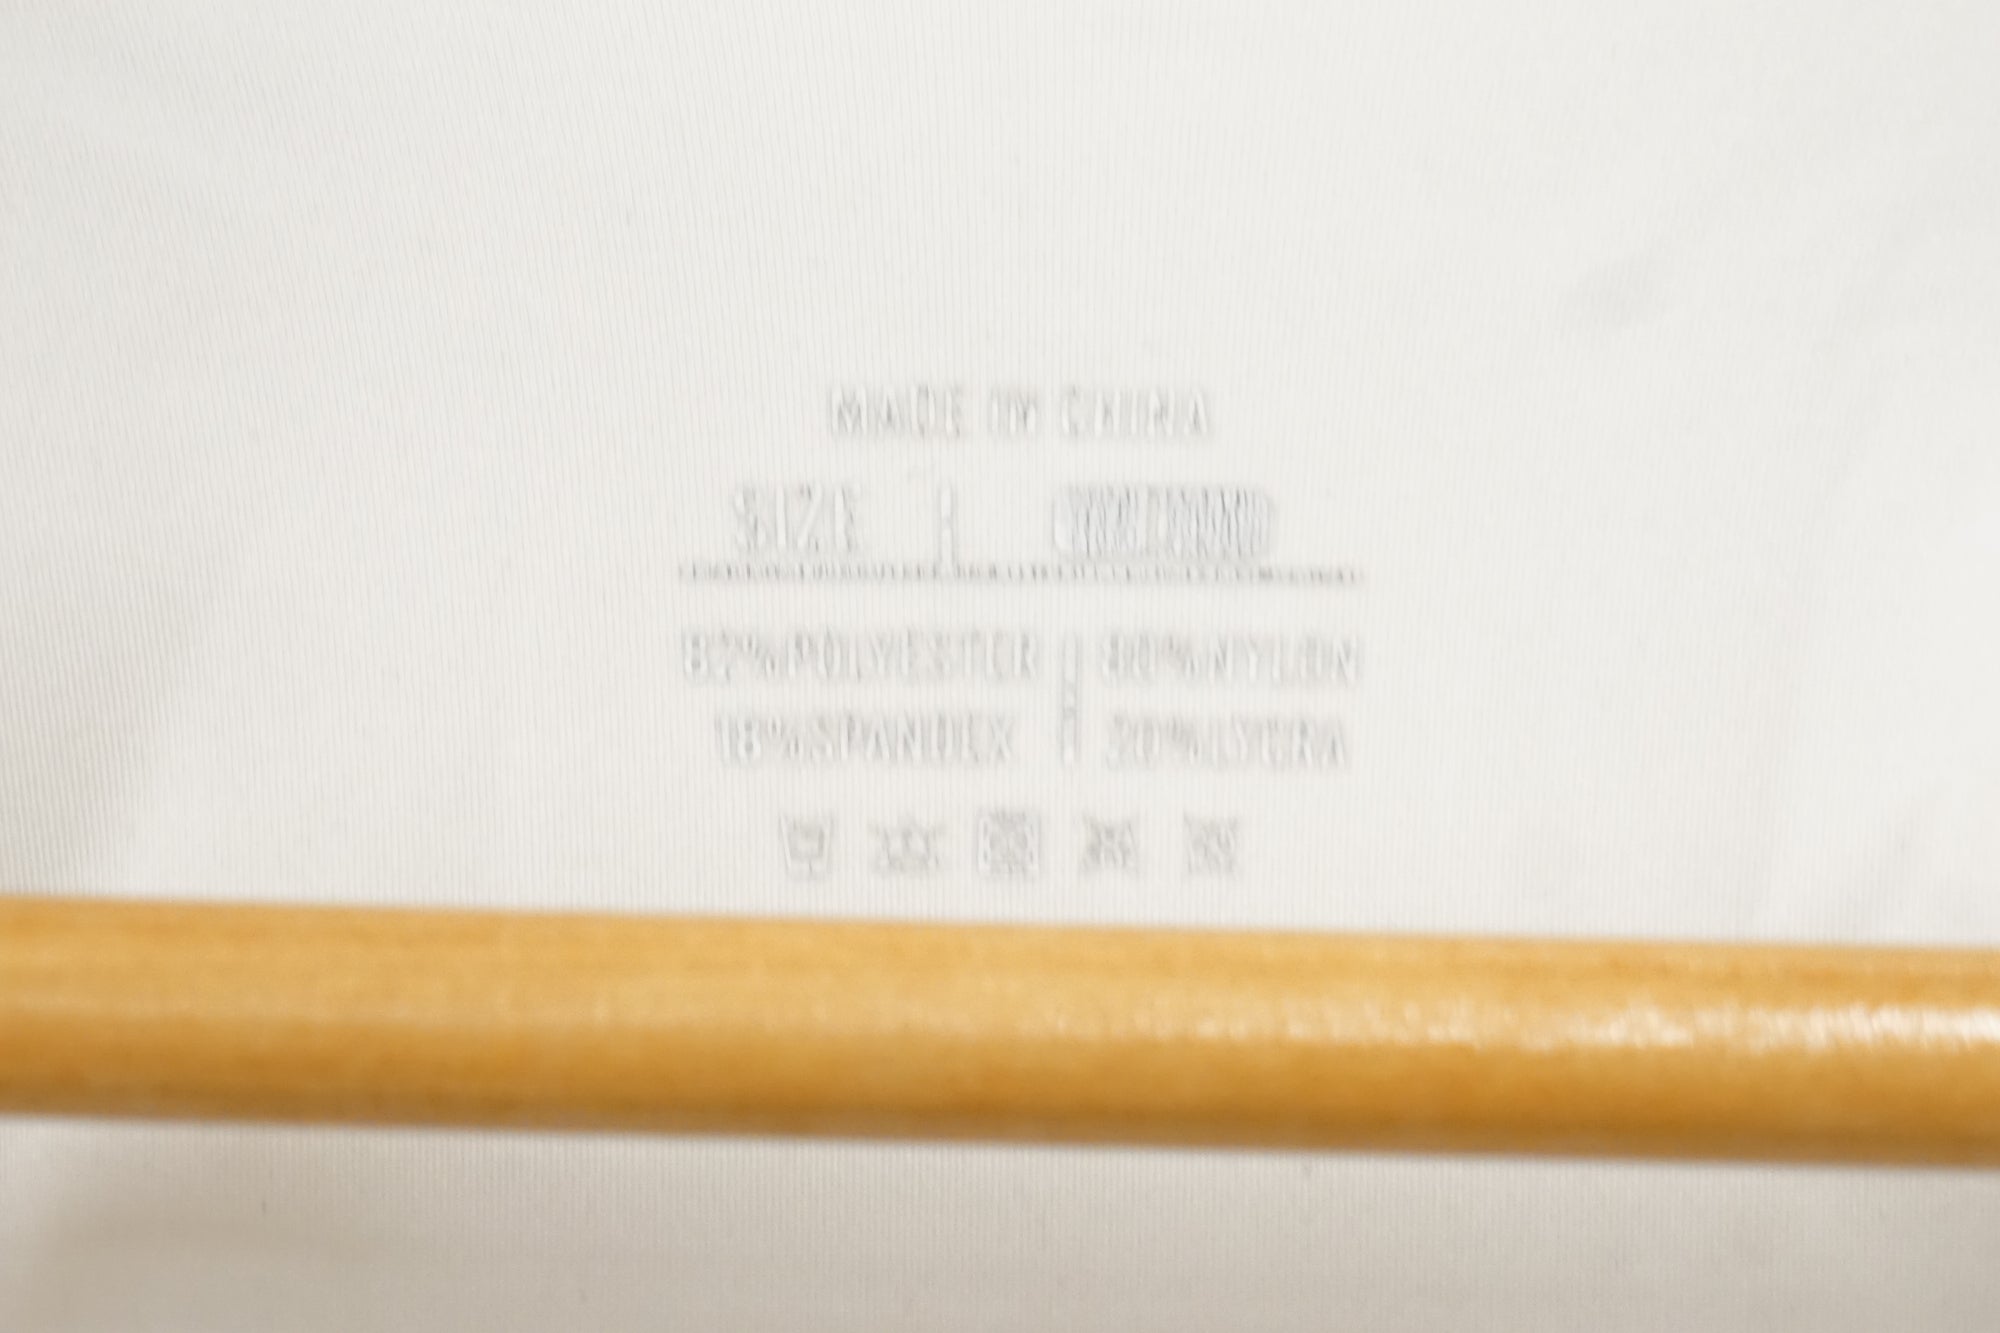 MADE IN CHINA
SIZE
82%POLYESTER | 80%NYLON
18%SPANDEX | 20%LYCRA